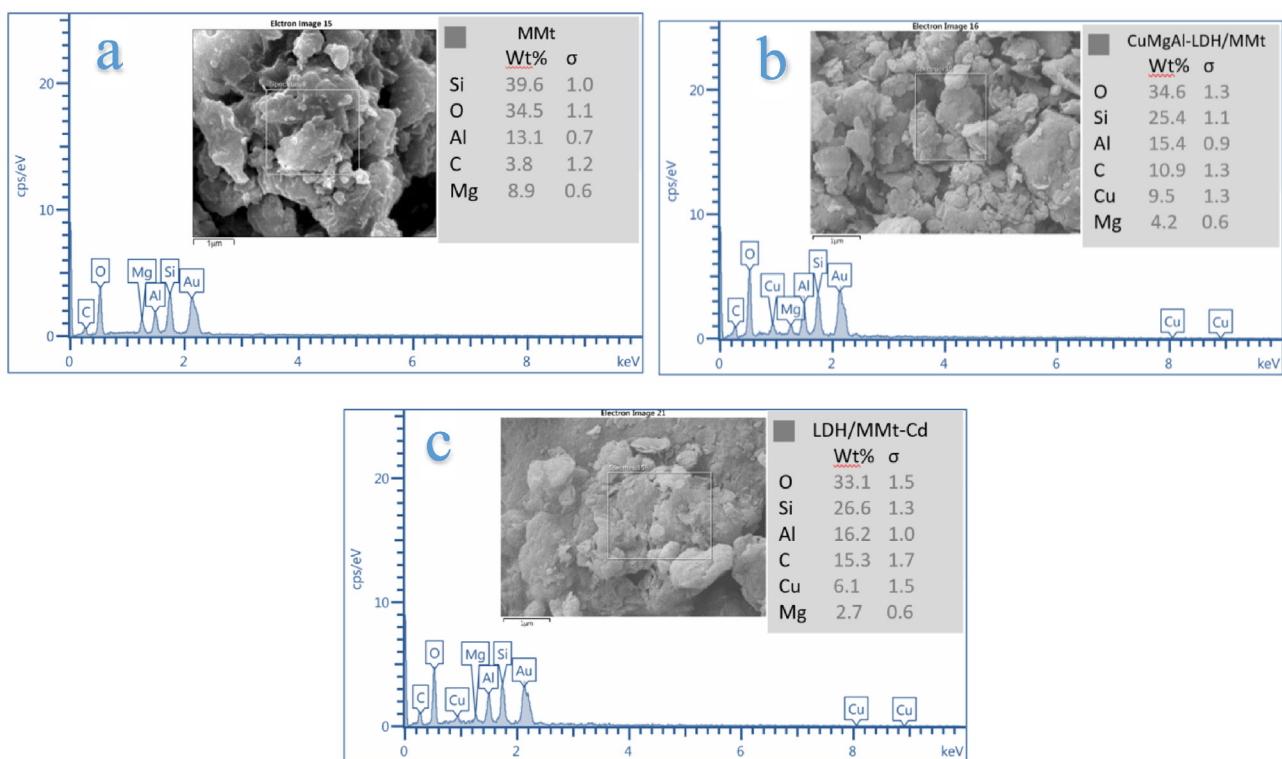 a
Elctron Image 15
MMt
Wt% σ
Si 39.6 1.0
O 34.5 1.1
Al 13.1 0.7
C 3.8 1.2
Mg 8.9 0.6
1µm
cps/eV
20
10
0
C O Mg Al Si Au
0 2 4 6 8 keV
b
Electron Image 16
CuMgAl-LDH/MMt
Wt% σ
O 34.6 1.3
Si 25.4 1.1
Al 15.4 0.9
C 10.9 1.3
Cu 9.5 1.3
Mg 4.2 0.6
1µm
cps/eV
20
10
0
C O Cu Mg Al Si Au Cu Cu
0 2 4 6 8 keV
c
Electron Image 21
LDH/MMt-Cd
Wt% σ
O 33.1 1.5
Si 26.6 1.3
Al 16.2 1.0
C 15.3 1.7
Cu 6.1 1.5
Mg 2.7 0.6
1µm
cps/eV
20
10
0
C O Cu Mg Al Si Au Cu Cu
0 2 4 6 8 keV